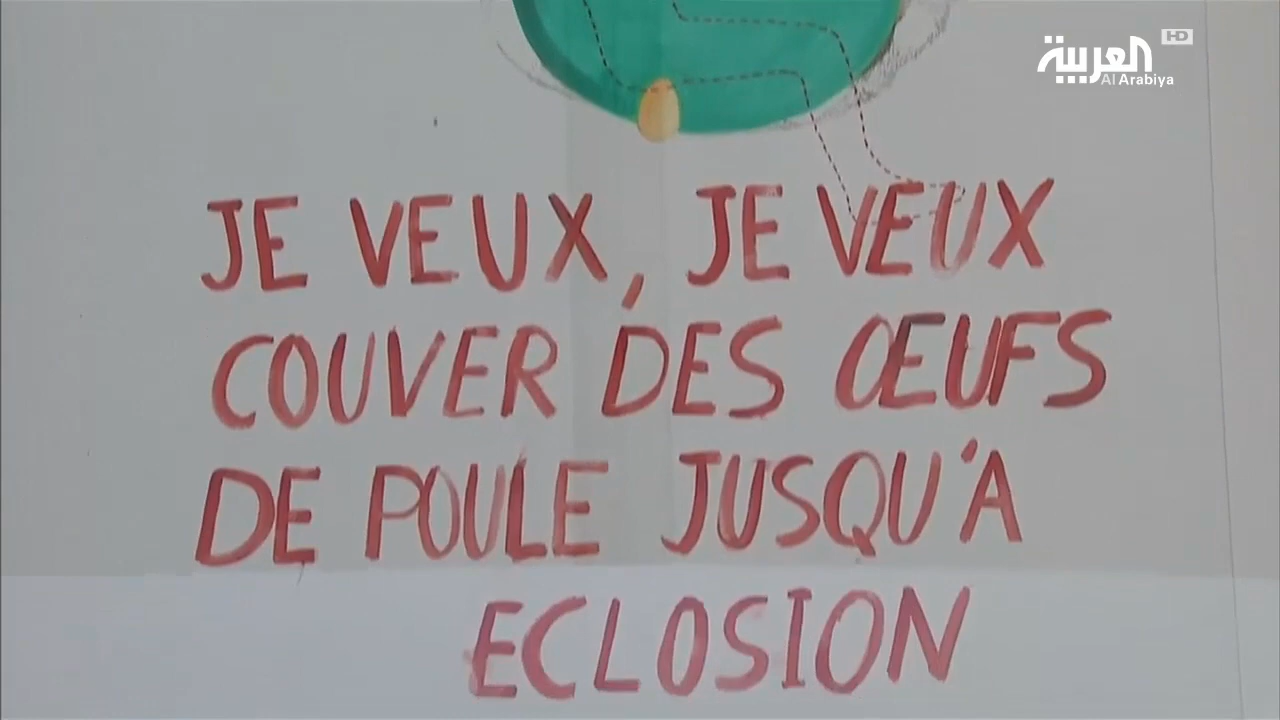 العربية HD
Al Arabiya
JE VEUX, JE VEUX
COUVER DES ŒUFS
DE POULE JUSQU'A
ECLOSION